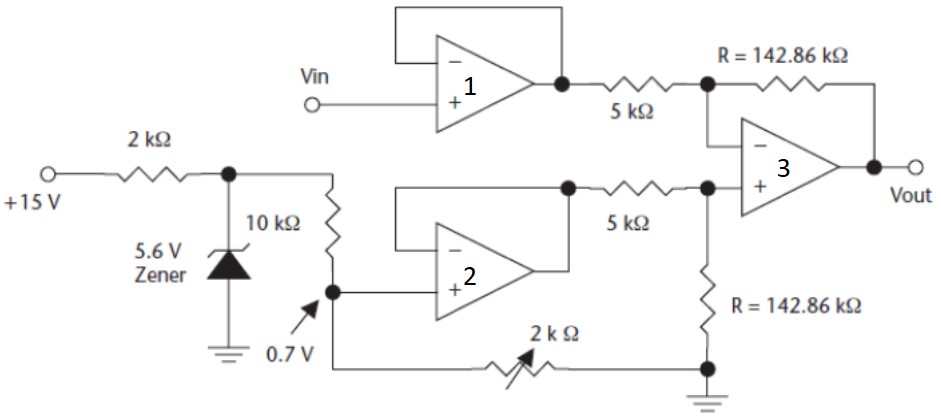 R = 142.86 kΩ
Vin
−
1
+
5 kΩ
2 kΩ
−
3
+
+15 V
Vout
10 kΩ
5 kΩ
5.6 V
Zener
−
2
+
R = 142.86 kΩ
0.7 V
2 k Ω